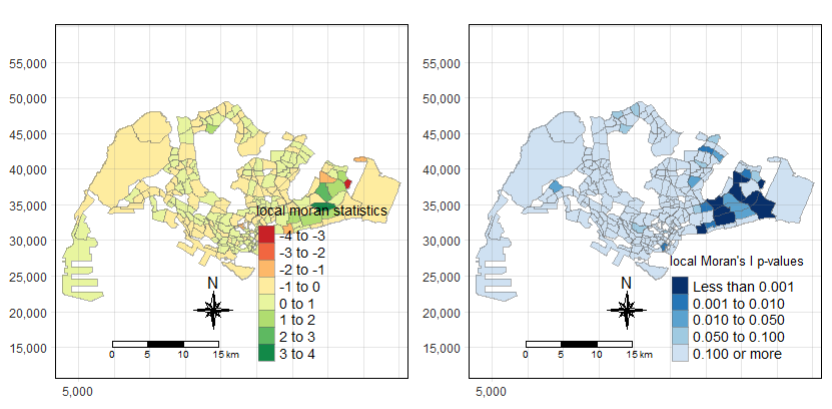 55,000
50,000
45,000
40,000
35,000
30,000
25,000
20,000
15,000
5,000
local moran statistics
-4 to -3
-3 to -2
-2 to -1
-1 to 0
0 to 1
1 to 2
2 to 3
3 to 4
N
0 5 10 15 km
55,000
50,000
45,000
40,000
35,000
30,000
25,000
20,000
15,000
5,000
local Moran's I p-values
Less than 0.001
0.001 to 0.010
0.010 to 0.050
0.050 to 0.100
0.100 or more
N
0 5 10 15 km